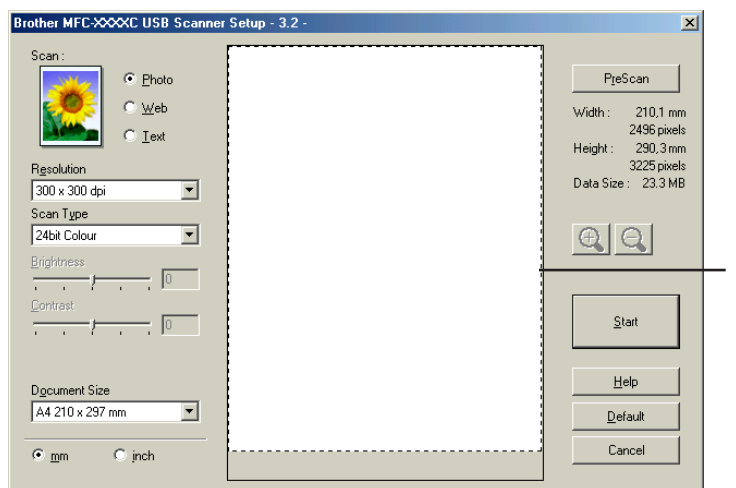 Brother MFC-XXXXC USB Scanner Setup - 3.2 -
Scan :
Photo
Web
Text
Resolution
300 x 300 dpi
Scan Type
24bit Colour
Brightness
0
Contrast
0
Document Size
A4 210 x 297 mm
mm inch
PreScan
Width : 210,1 mm
2496 pixels
Height : 290,3 mm
3225 pixels
Data Size : 23.3 MB
Start
Help
Default
Cancel